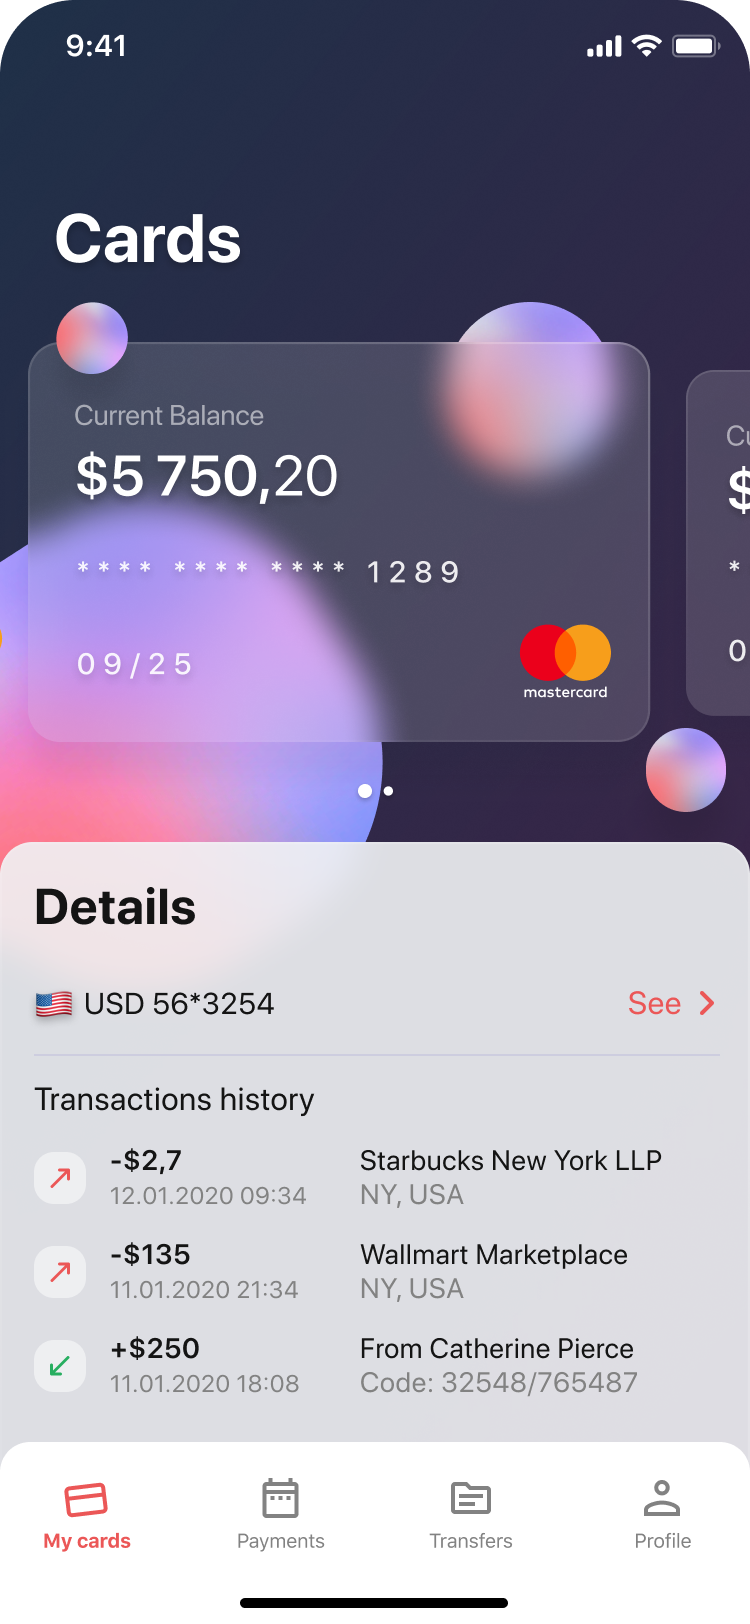 9:41
Cards
Current Balance
$5 750,20
**** **** **** 1289
09/25
mastercard
$
*
0
Details
USD 56*3254
See
Transactions history
-$2,7
Starbucks New York LLP
12.01.2020 09:34
NY, USA
-$135
Wallmart Marketplace
11.01.2020 21:34
NY, USA
+$250
From Catherine Pierce
11.01.2020 18:08
Code: 32548/765487
My cards
Payments
Transfers
Profile